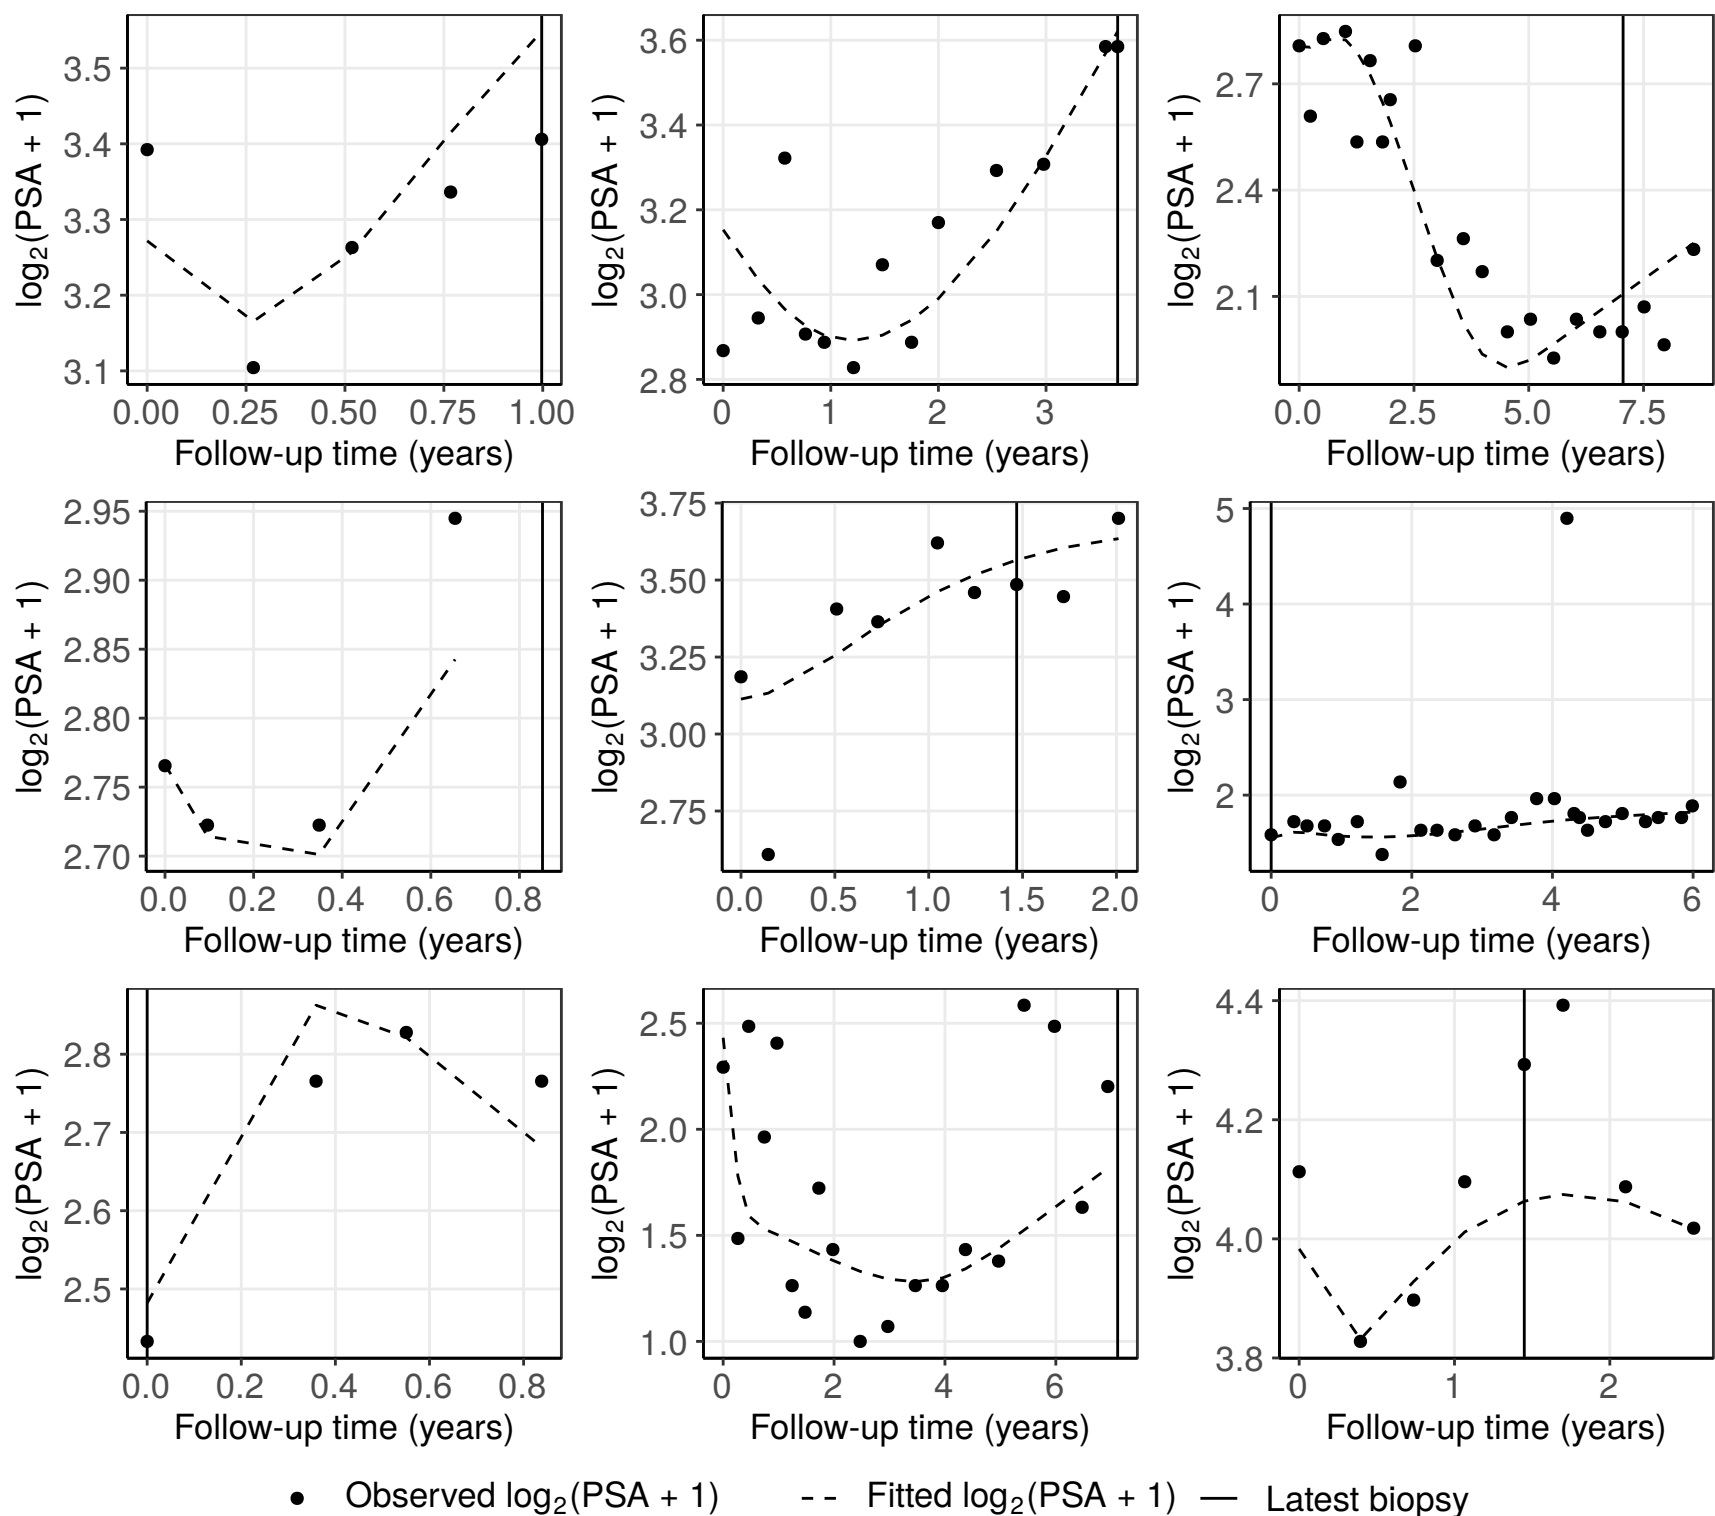 log₂(PSA + 1)
3.5
3.4
3.3
3.2
3.1
0.00 0.25 0.50 0.75 1.00
Follow-up time (years)
log₂(PSA + 1)
3.6
3.4
3.2
3.0
2.8
0 1 2 3
Follow-up time (years)
log₂(PSA + 1)
2.7
2.4
2.1
0.0 2.5 5.0 7.5
Follow-up time (years)
log₂(PSA + 1)
2.95
2.90
2.85
2.80
2.75
2.70
0.0 0.2 0.4 0.6 0.8
Follow-up time (years)
log₂(PSA + 1)
3.75
3.50
3.25
3.00
2.75
0.0 0.5 1.0 1.5 2.0
Follow-up time (years)
log₂(PSA + 1)
5
4
3
2
0 2 4 6
Follow-up time (years)
log₂(PSA + 1)
2.8
2.7
2.6
2.5
0.0 0.2 0.4 0.6 0.8
Follow-up time (years)
log₂(PSA + 1)
2.5
2.0
1.5
1.0
0 2 4 6
Follow-up time (years)
log₂(PSA + 1)
4.4
4.2
4.0
3.8
0 1 2
Follow-up time (years)
Observed log₂(PSA + 1) Fitted log₂(PSA + 1) Latest biopsy